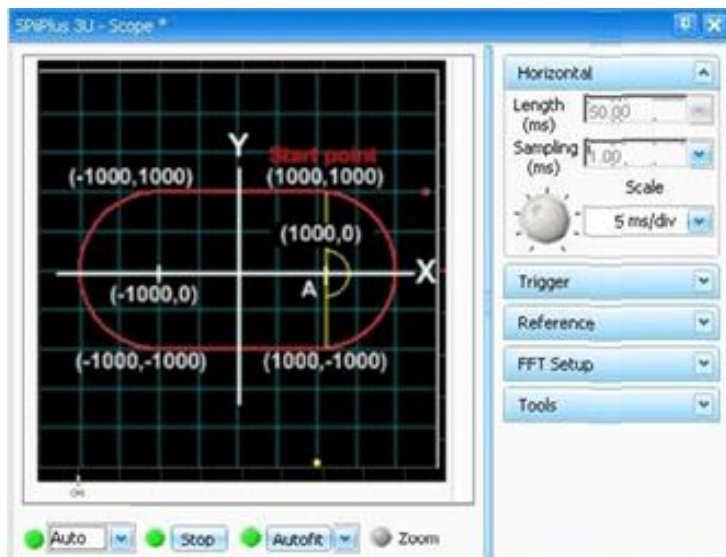 SPiiPlus 3U - Scope *
Y
Start point
(-1000,1000) (1000,1000)
(1000,0)
X
(-1000,0) A
(-1000,-1000) (1000,-1000)
Auto Stop Autofit Zoom
Horizontal
Length (ms) 50.00
Sampling (ms) 1.00
Scale
5 ms/div
Trigger
Reference
FFT Setup
Tools